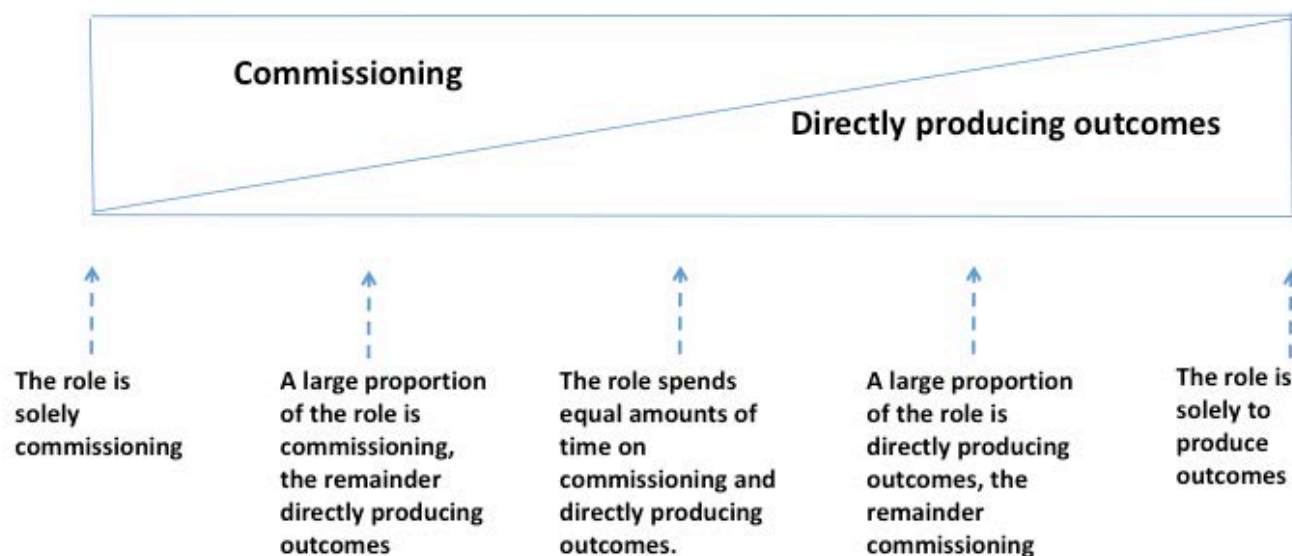 Commissioning
Directly producing outcomes
The role is
solely
commissioning
A large proportion
of the role is
commissioning,
the remainder
directly producing
outcomes
The role spends
equal amounts of
time on
commissioning and
directly producing
outcomes.
A large proportion
of the role is
directly producing
outcomes, the
remainder
commissioning
The role is
solely to
produce
outcomes